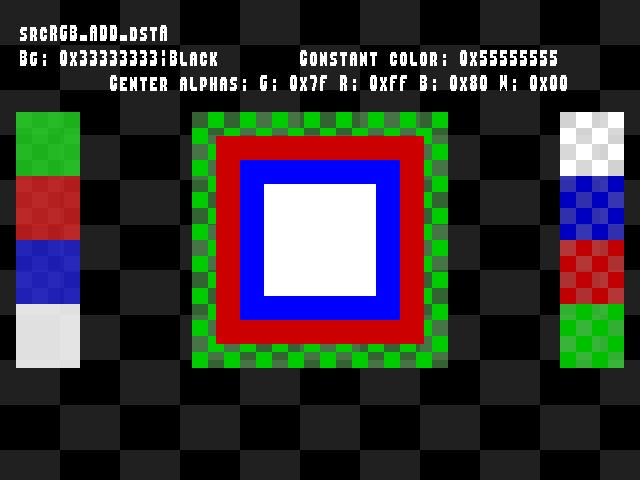 srcRGB_ADD_dstA
Bg: 0x33333333¦Black Constant color: 0x55555555
Center alphas: G: 0x7f R: 0xff B: 0x80 W: 0x00